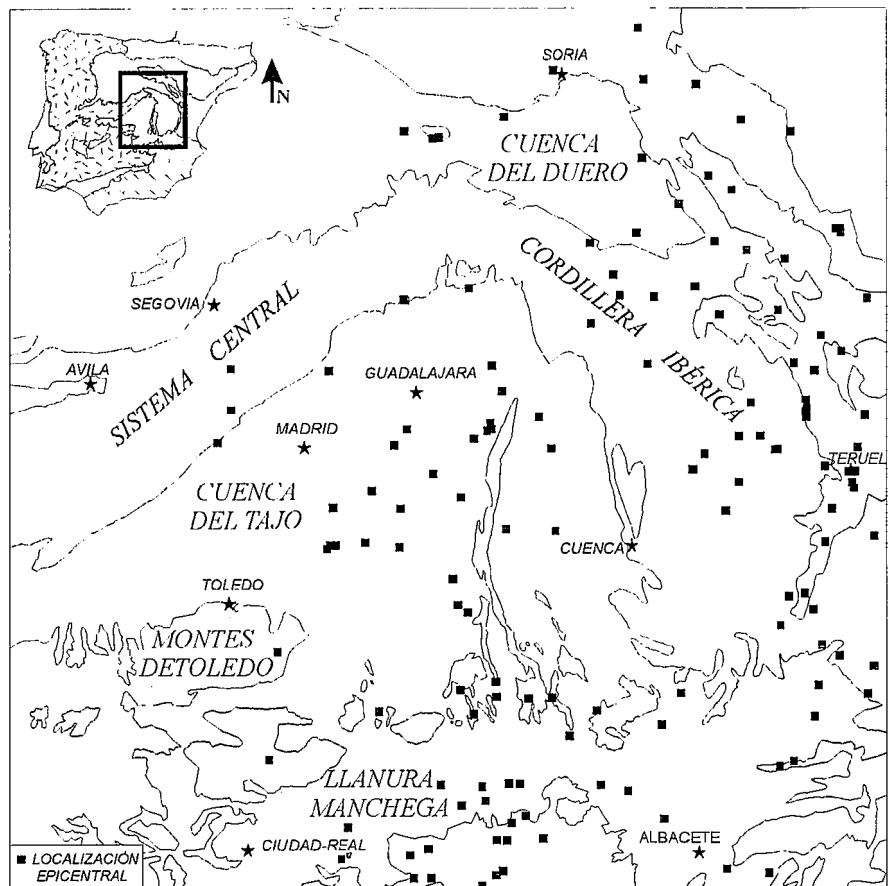 N
SORIA
CUENCA
DEL DUERO
CORDILLERA
IBÉRICA
SEGOVIA
SISTEMA CENTRAL
AVILA
GUADALAJARA
MADRID
TERUEL
CUENCA
DEL TAJO
CUENCA
TOLEDO
MONTES
DETOLEDO
LLANURA
MANCHEGA
CIUDAD-REAL
ALBACETE
LOCALIZACIÓN
EPICENTRAL